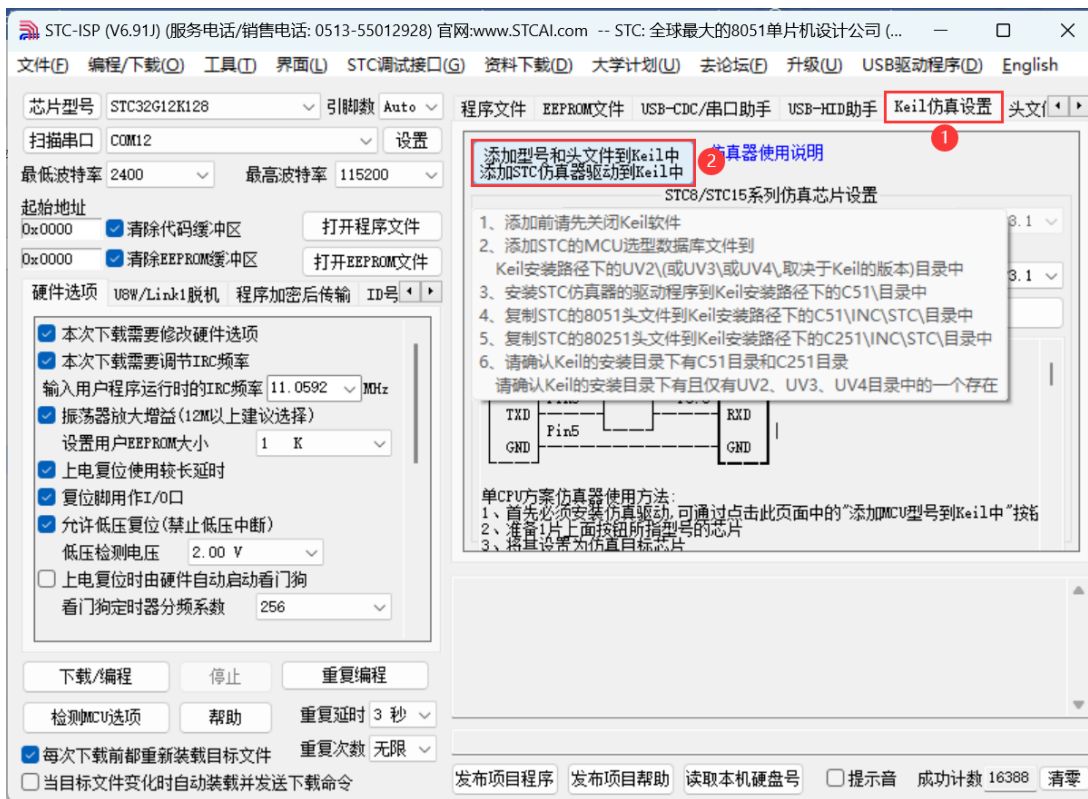 STC-ISP (V6.91J) (服务电话/销售电话: 0513-55012928) 官网:www.STCAI.com -- STC: 全球最大的8051单片机设计公司 (...
文件(F) 编程/下载(O) 工具(T) 界面(L) STC调试接口(G) 资料下载(D) 大学计划(U) 去论坛(F) 升级(U) USB驱动程序(D) English
芯片型号 STC32G12K128 引脚数 Auto
扫描串口 COM12 设置
最低波特率 2400 最高波特率 115200
起始地址
0x0000 清除代码缓冲区 打开程序文件
0x0000 清除EEPROM缓冲区 打开EEPROM文件
硬件选项 U8W/Link1脱机 程序加密后传输 ID号
本次下载需要修改硬件选项
本次下载需要调节IRC频率
输入用户程序运行时的IRC频率 11.0592 MHz
振荡器放大增益(12M以上建议选择)
设置用户EEPROM大小 1 K
上电复位使用较长延时
复位脚用作I/O口
允许低压复位(禁止低压中断)
低压检测电压 2.00 V
上电复位时由硬件自动启动看门狗
看门狗定时器分频系数 256
下载/编程 停止 重复编程
检测MCU选项 帮助 重复延时 3 秒
每次下载前都重新装载目标文件 重复次数 无限
当目标文件变化时自动装载并发送下载命令
程序文件 EEPROM文件 USB-CDC/串口助手 USB-HID助手 Keil仿真设置 头文
1
添加型号和头文件到Keil中
添加STC仿真器驱动到Keil中
2
仿真器使用说明
STC8/STC15系列仿真芯片设置
3.1
3.1
1、添加前请先关闭Keil软件
2、添加STC的MCU选型数据库文件到
Keil安装路径下的UV2\(或UV3\或UV4\,取决于Keil的版本)目录中
3、安装STC仿真器的驱动程序到Keil安装路径下的C51\目录中
4、复制STC的8051头文件到Keil安装路径下的C51\INC\STC\目录中
5、复制STC的80251头文件到Keil安装路径下的C251\INC\STC\目录中
6、请确认Keil的安装目录下有C51目录和C251目录
请确认Keil的安装目录下有且仅有UV2、UV3、UV4目录中的一个存在
TXD RXD
Pin5
GND GND
单CPU方案仿真器使用方法:
1、首先必须安装仿真驱动,可通过点击此页面中的"添加MCU型号到Keil中"按钮
2、准备1片上面按钮所指型号的芯片
3、将其设置为仿真目标芯片
发布项目程序 发布项目帮助 读取本机硬盘号 提示音 成功计数 16388 清零